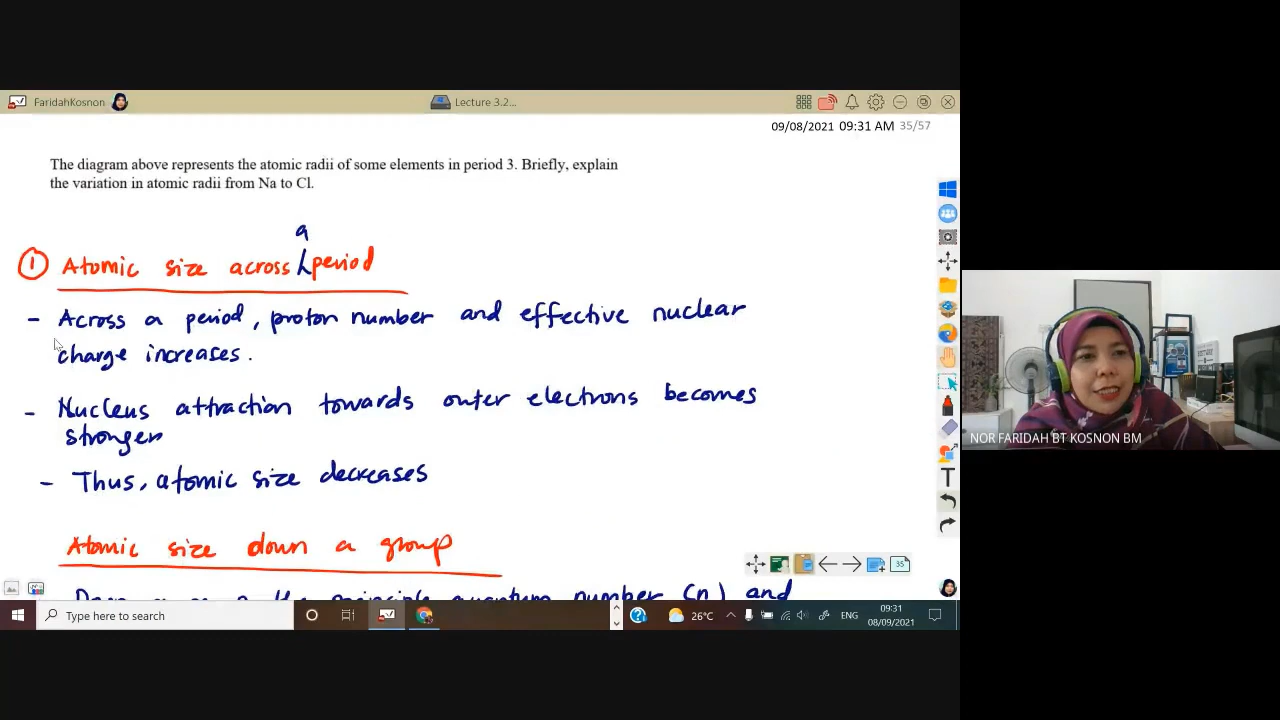 FaridahKosnon
Lecture 3.2...
09/08/2021 09:31 AM 35/57
The diagram above represents the atomic radii of some elements in period 3. Briefly, explain
the variation in atomic radii from Na to Cl.
a
1 Atomic size across period
- Across a period, proton number and effective nuclear
charge increases.
- Nucleus attraction towards outer electrons becomes
stronger
- Thus, atomic size decreases
Atomic size down a group
quantum number (n) and
T
35
NOR FARIDAH BT KOSNON BM
Type here to search
26°C
ENG
09:31
08/09/2021